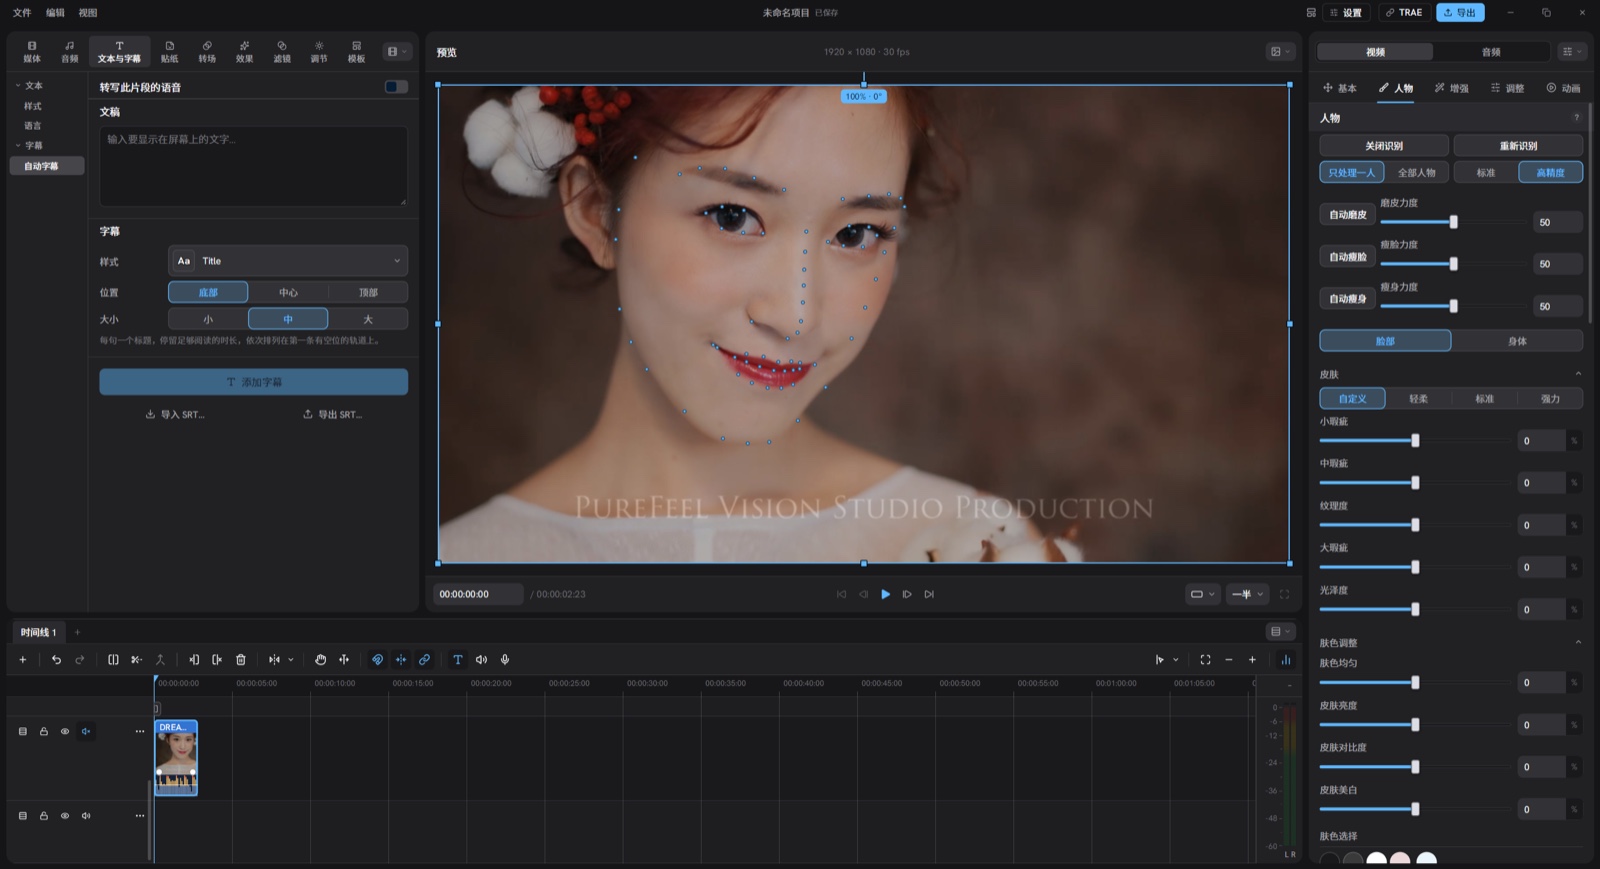 文件 编辑 视图 未命名项目 已保存 设置 TRAE 导出
媒体 音频 文本与字幕 贴纸 转场 效果 滤镜 调节 模板
文本
样式
语言
字幕
自动字幕
转写此片段的语音
文稿
输入要显示在屏幕上的文字...
字幕
样式 Aa Title
位置 底部 中心 顶部
大小 小 中 大
每句一个标题，停留足够阅读的时长，依次排列在第一条有空位的轨道上。
T 添加字幕
导入 SRT... 导出 SRT...
预览 1920 × 1080 · 30 fps
100% · 0°
PUREFEEL VISION STUDIO PRODUCTION
00:00:00:00 / 00:00:02:23 一半
视频 音频
基本 人物 增强 调整 动画
人物 ?
关闭识别 重新识别
只处理一人 全部人物 标准 高精度
自动磨皮 磨皮力度 50
自动瘦脸 瘦脸力度 50
自动瘦身 瘦身力度 50
脸部 身体
皮肤
自定义 轻柔 标准 强力
小瑕疵
0 %
中瑕疵
0 %
纹理度
0 %
大瑕疵
0 %
光泽度
0 %
肤色调整
肤色均匀
0 %
皮肤亮度
0 %
皮肤对比度
0 %
皮肤美白
0 %
肤色选择
时间线 1
00:00:00:00 00:00:05:00 00:00:10:00 00:00:15:00 00:00:20:00 00:00:25:00 00:00:30:00 00:00:35:00 00:00:40:00 00:00:45:00 00:00:50:00 00:00:55:00 00:01:00:00 00:01:05:00
DREA...
0
-6
-12
-24
-36
-48
-60
L R